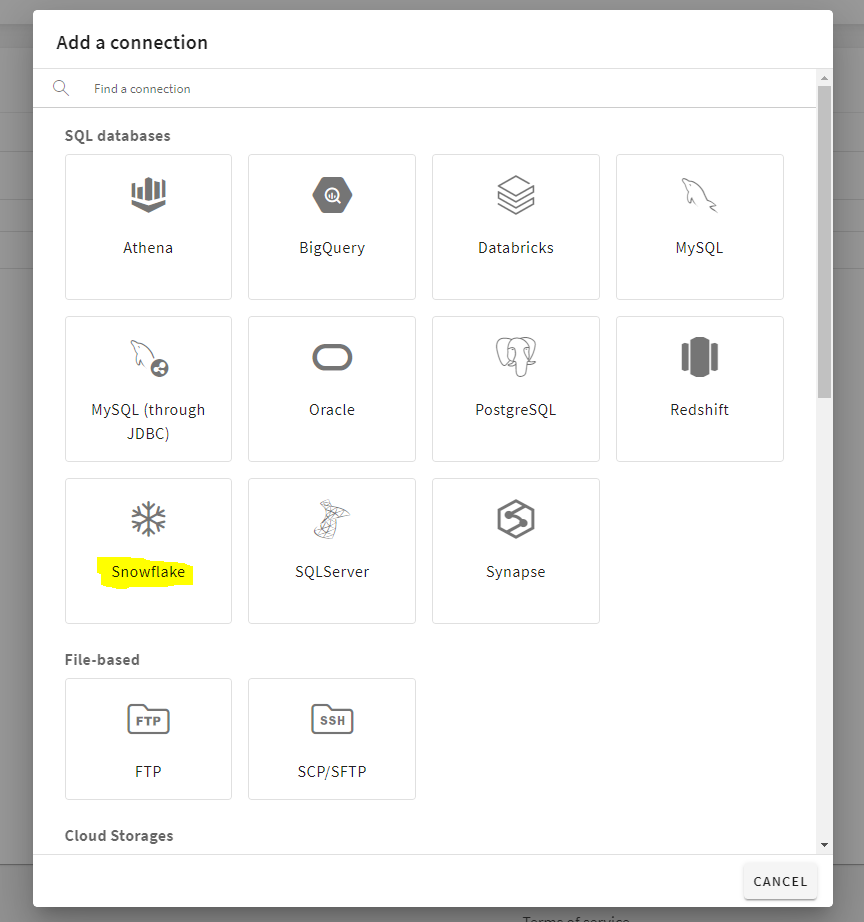 Add a connection
Find a connection
SQL databases
Athena
BigQuery
Databricks
MySQL
MySQL (through
JDBC)
Oracle
PostgreSQL
Redshift
Snowflake
SQLServer
Synapse
File-based
FTP
SSH
FTP
SCP/SFTP
Cloud Storages
CANCEL
Terms of service